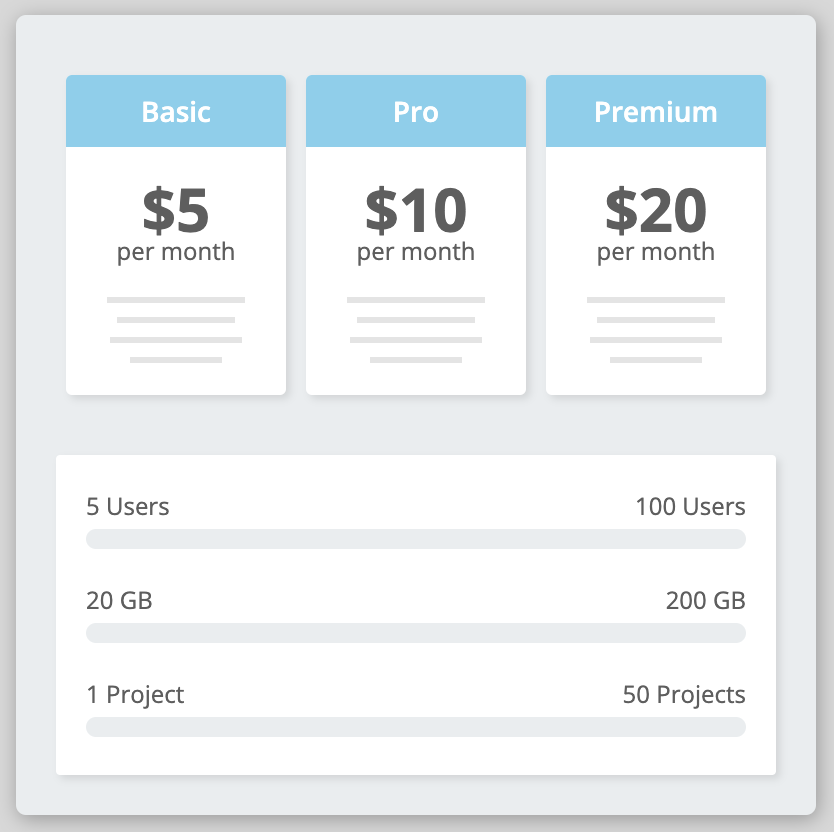 Basic
$5
per month
Pro
$10
per month
Premium
$20
per month
5 Users
100 Users
20 GB
200 GB
1 Project
50 Projects